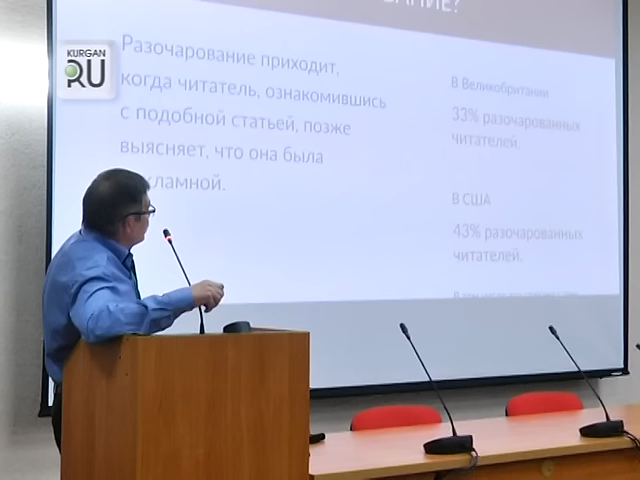 KURGAN
RU
Разочарование приходит,
когда читатель, ознакомившись
с подобной статьей, позже
выясняет, что она была
кламной.
В Великобритании
33% разочарованных
читателей.
В США
43% разочарованных
читателей.